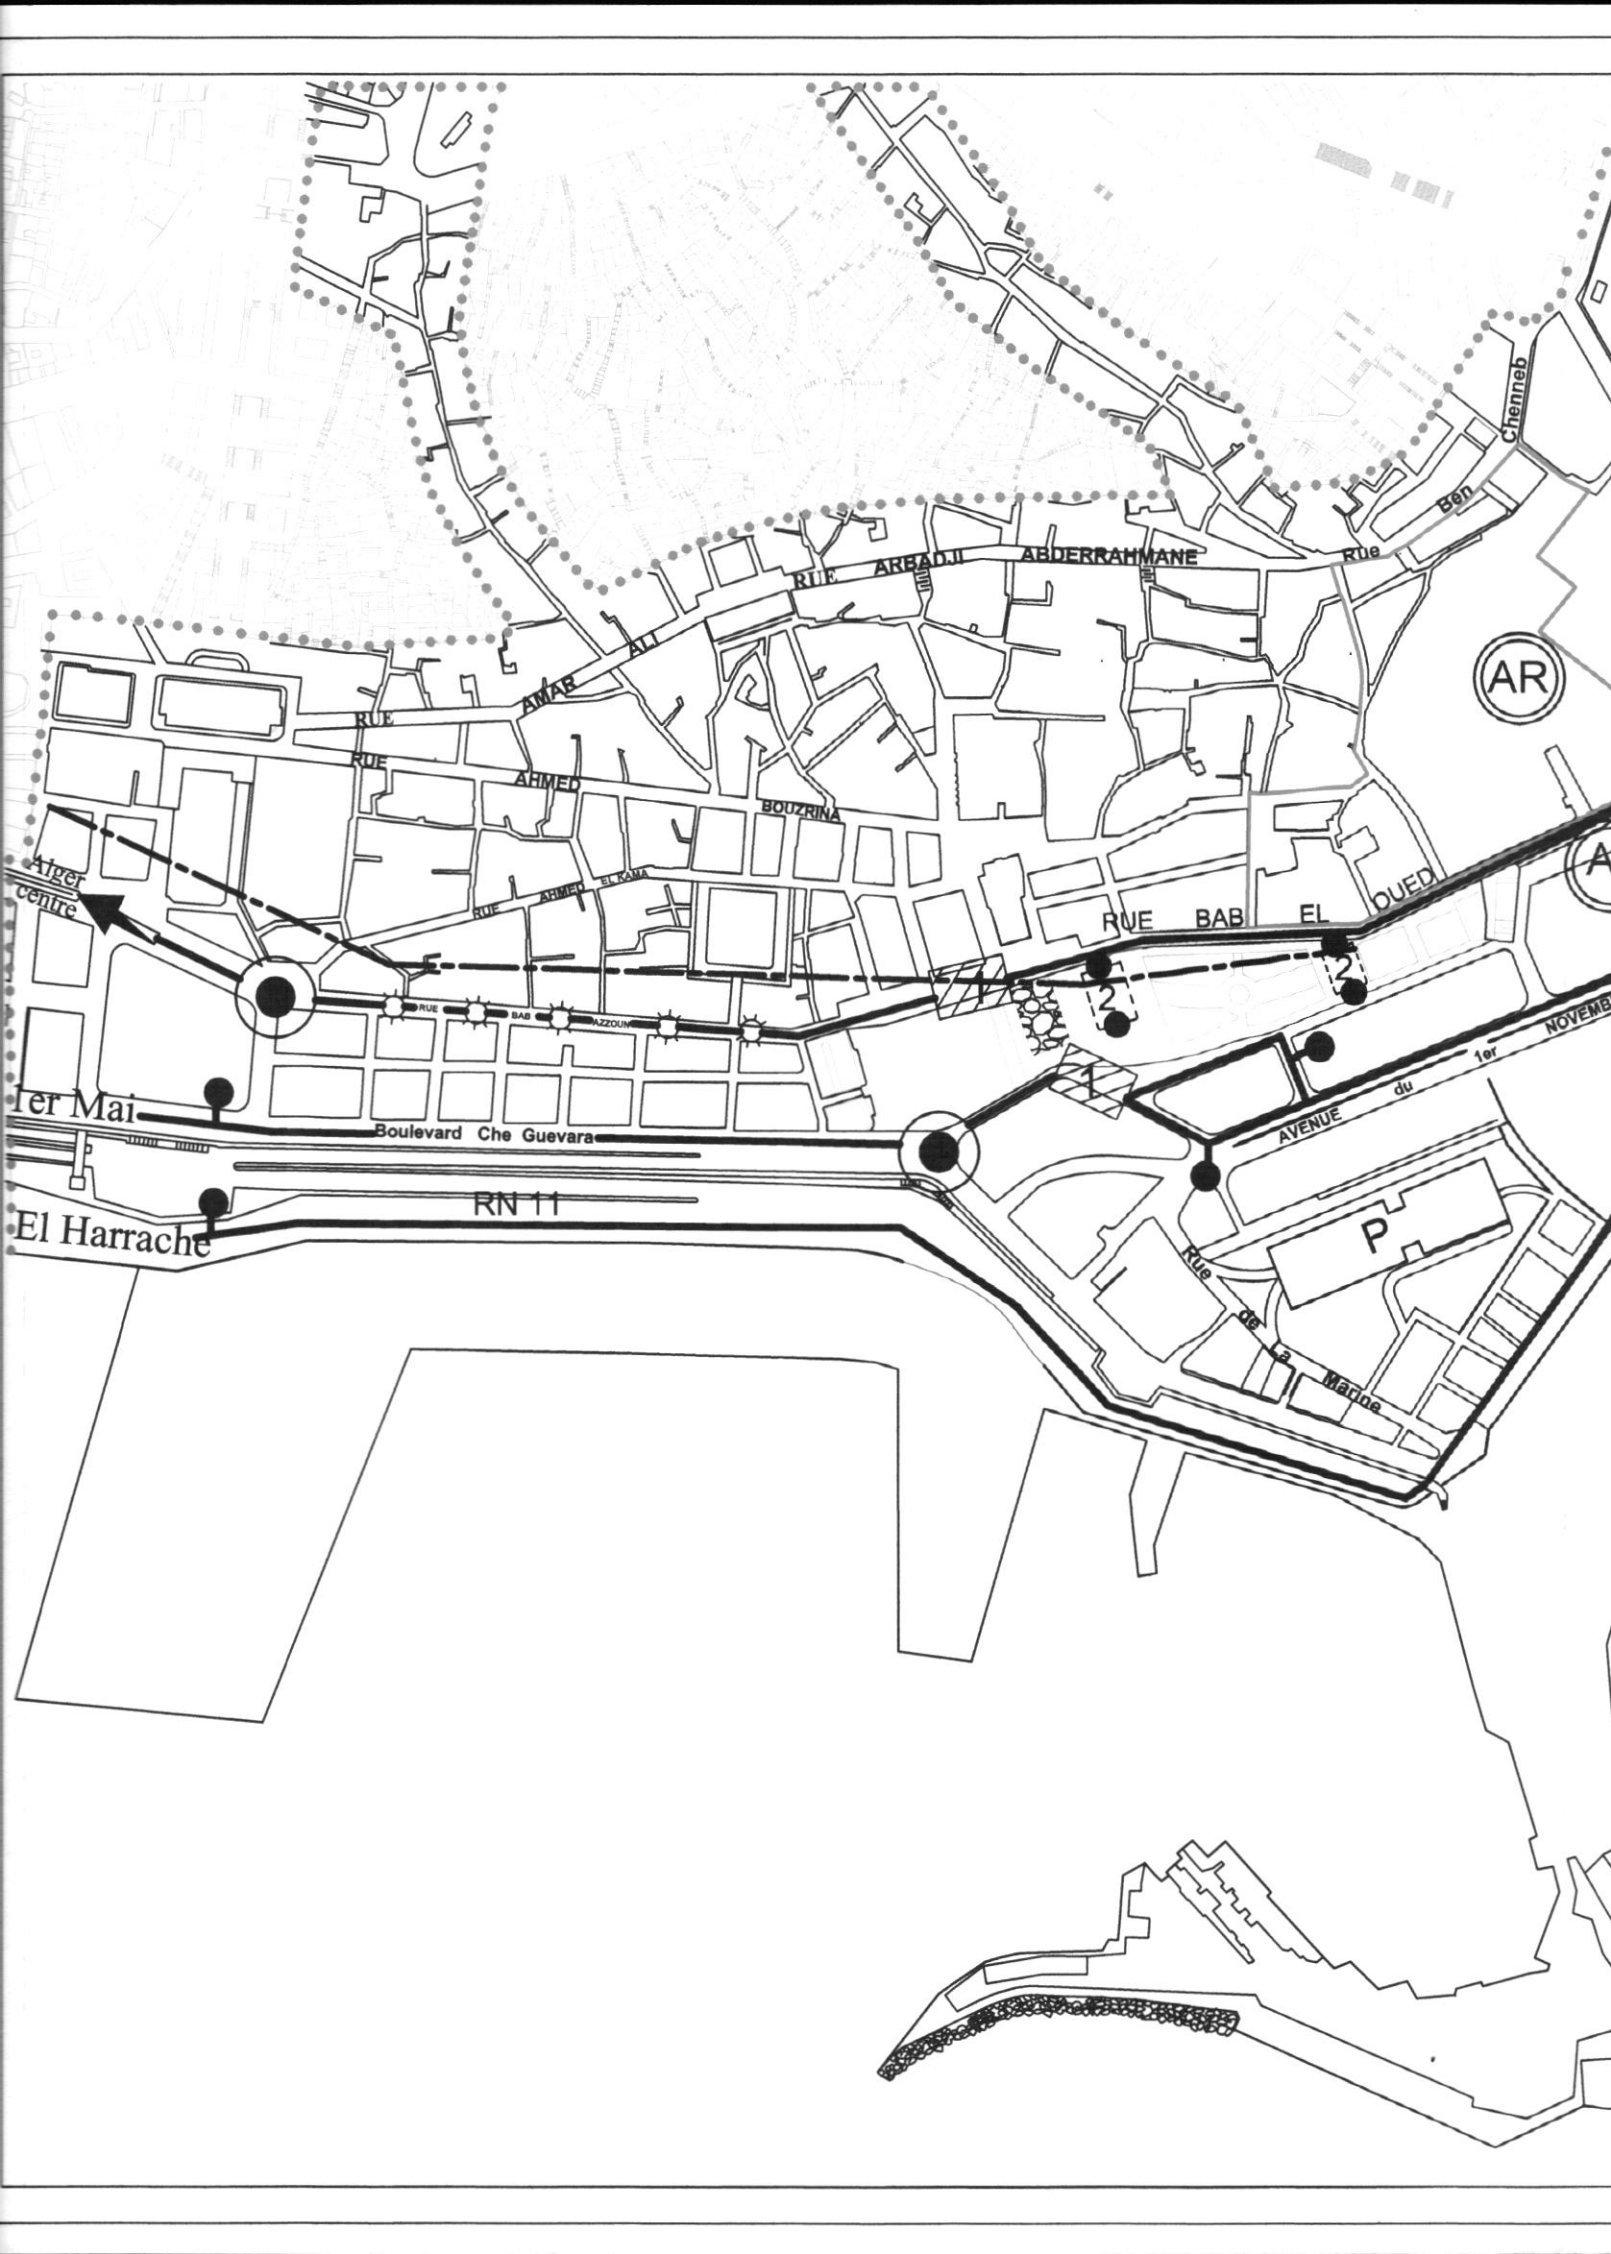 Chenneb
Ben
Rue
RUE ARBADJI ABDERRAHMANE
RUE AMAR ALI
AR
RUE AHMED BOUZRINA
A
Alger
centre
RUE AHMED EL KAMA
RUE BAB EL OUED
1
2
2
RUE BAB AZZOUN
1
1er Mai
Boulevard Che Guevara
AVENUE du 1er NOVEMB
RN 11
El Harrache
P
Rue de La Marine